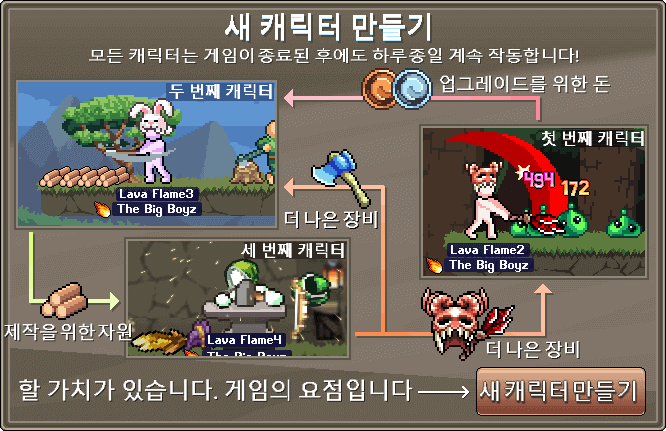 새 캐릭터 만들기
모든 캐릭터는 게임이 종료된 후에도 하루 종일 계속 작동합니다!
두 번째 캐릭터
업그레이드를 위한 돈
첫 번째 캐릭터
494
172
Lava Flame3
The Big Boyz
더 나은 장비
Lava Flame2
The Big Boyz
세 번째 캐릭터
제작을 위한 자원
Lava Flame4
The Big Boyz
더 나은 장비
할 가치가 있습니다. 게임의 요점입니다
새 캐릭터 만들기